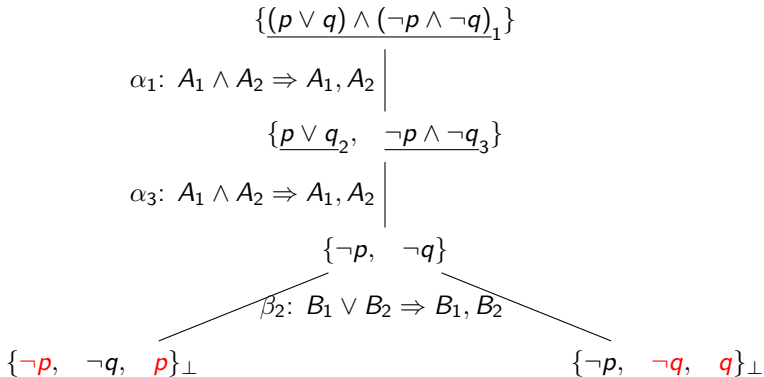 {(p ∨ q) ∧ (¬p ∧ ¬q)₁}
α₁: A₁ ∧ A₂ ⇒ A₁, A₂
{p ∨ q₂, ¬p ∧ ¬q₃}
α₃: A₁ ∧ A₂ ⇒ A₁, A₂
{¬p, ¬q}
β₂: B₁ ∨ B₂ ⇒ B₁, B₂
{¬p, ¬q, p}⊥ {¬p, ¬q, q}⊥